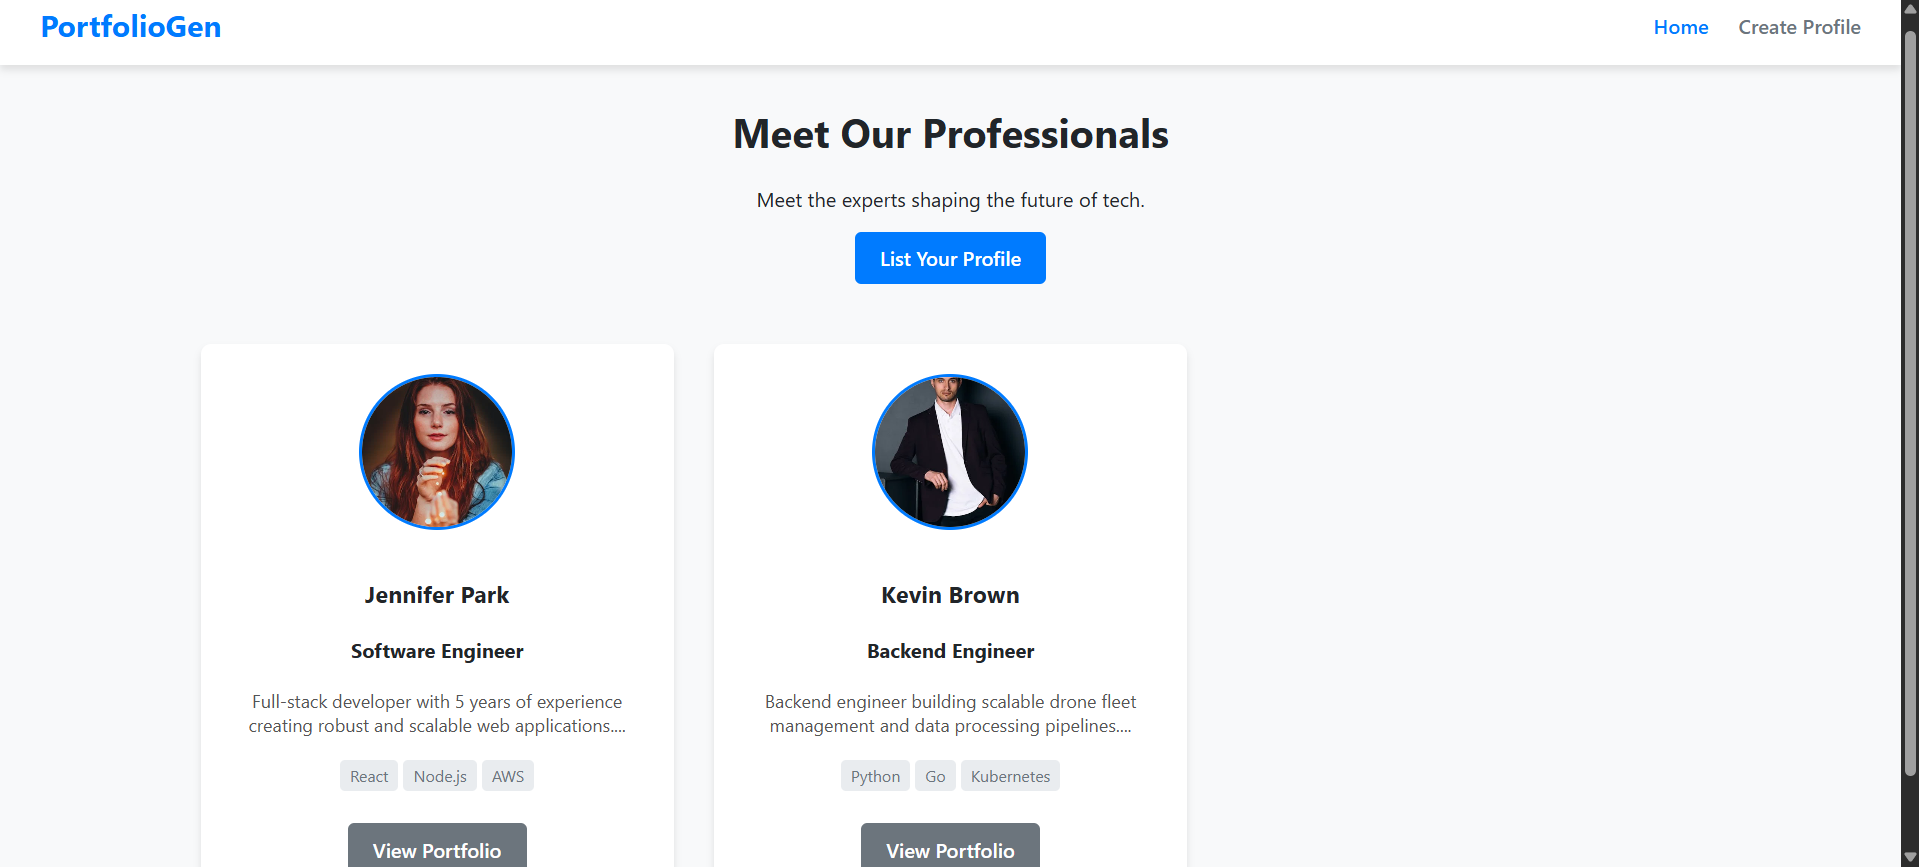 PortfolioGen
Home Create Profile
Meet Our Professionals
Meet the experts shaping the future of tech.
List Your Profile
Jennifer Park
Software Engineer
Full-stack developer with 5 years of experience
creating robust and scalable web applications....
React Node.js AWS
View Portfolio
Kevin Brown
Backend Engineer
Backend engineer building scalable drone fleet
management and data processing pipelines....
Python Go Kubernetes
View Portfolio